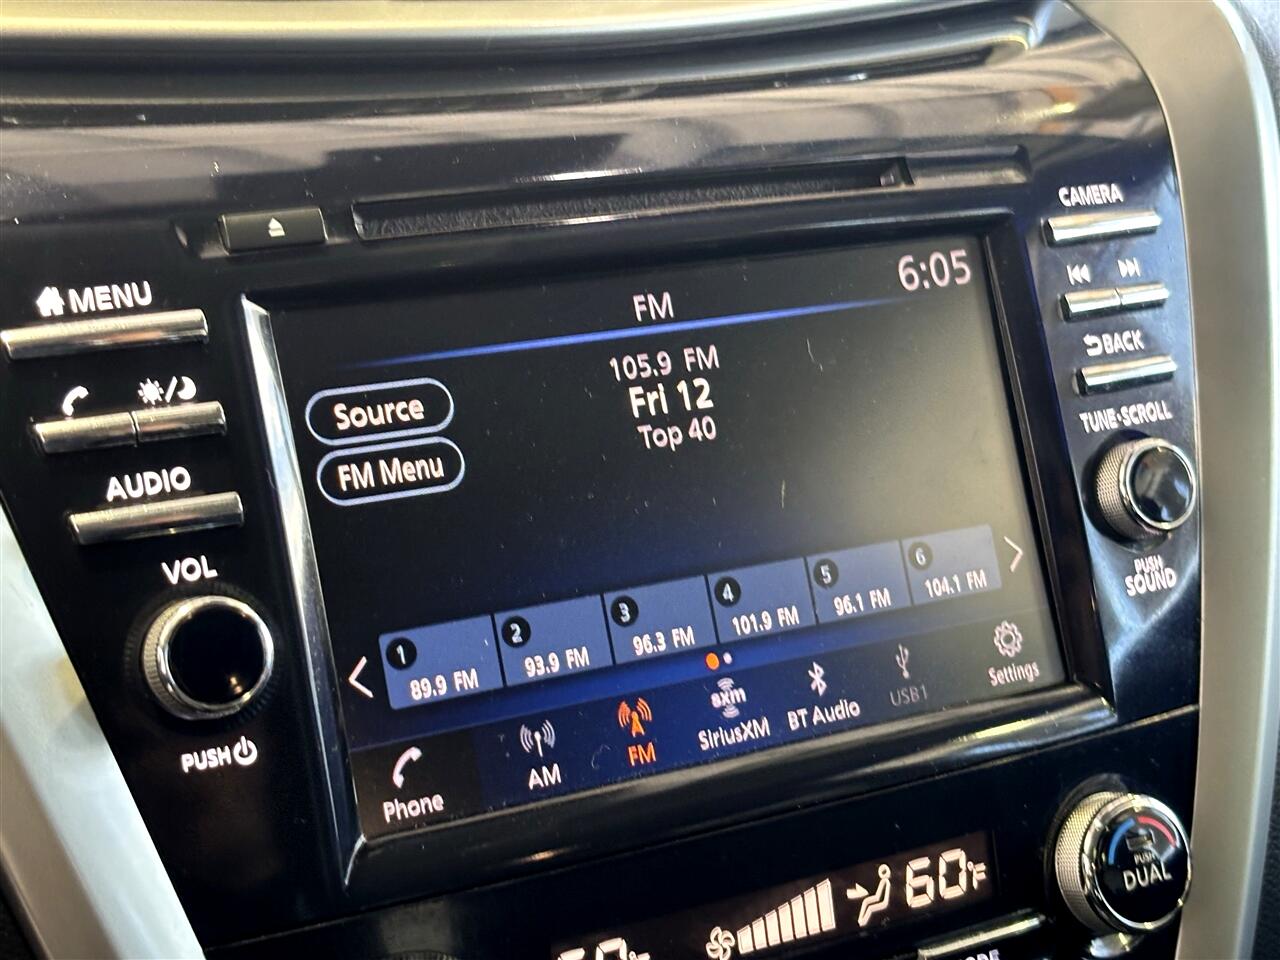 CAMERA
MENU
6:05
FM
BACK
105.9 FM
Source
Fri 12
Top 40
FM Menu
TUNE·SCROLL
AUDIO
VOL
PUSH
SOUND
1
89.9 FM
2
93.9 FM
3
96.3 FM
4
101.9 FM
5
96.1 FM
6
104.1 FM
PUSH
Phone
AM
FM
sxm
SiriusXM
BT Audio
USB1
Settings
PUSH
DUAL
60°F